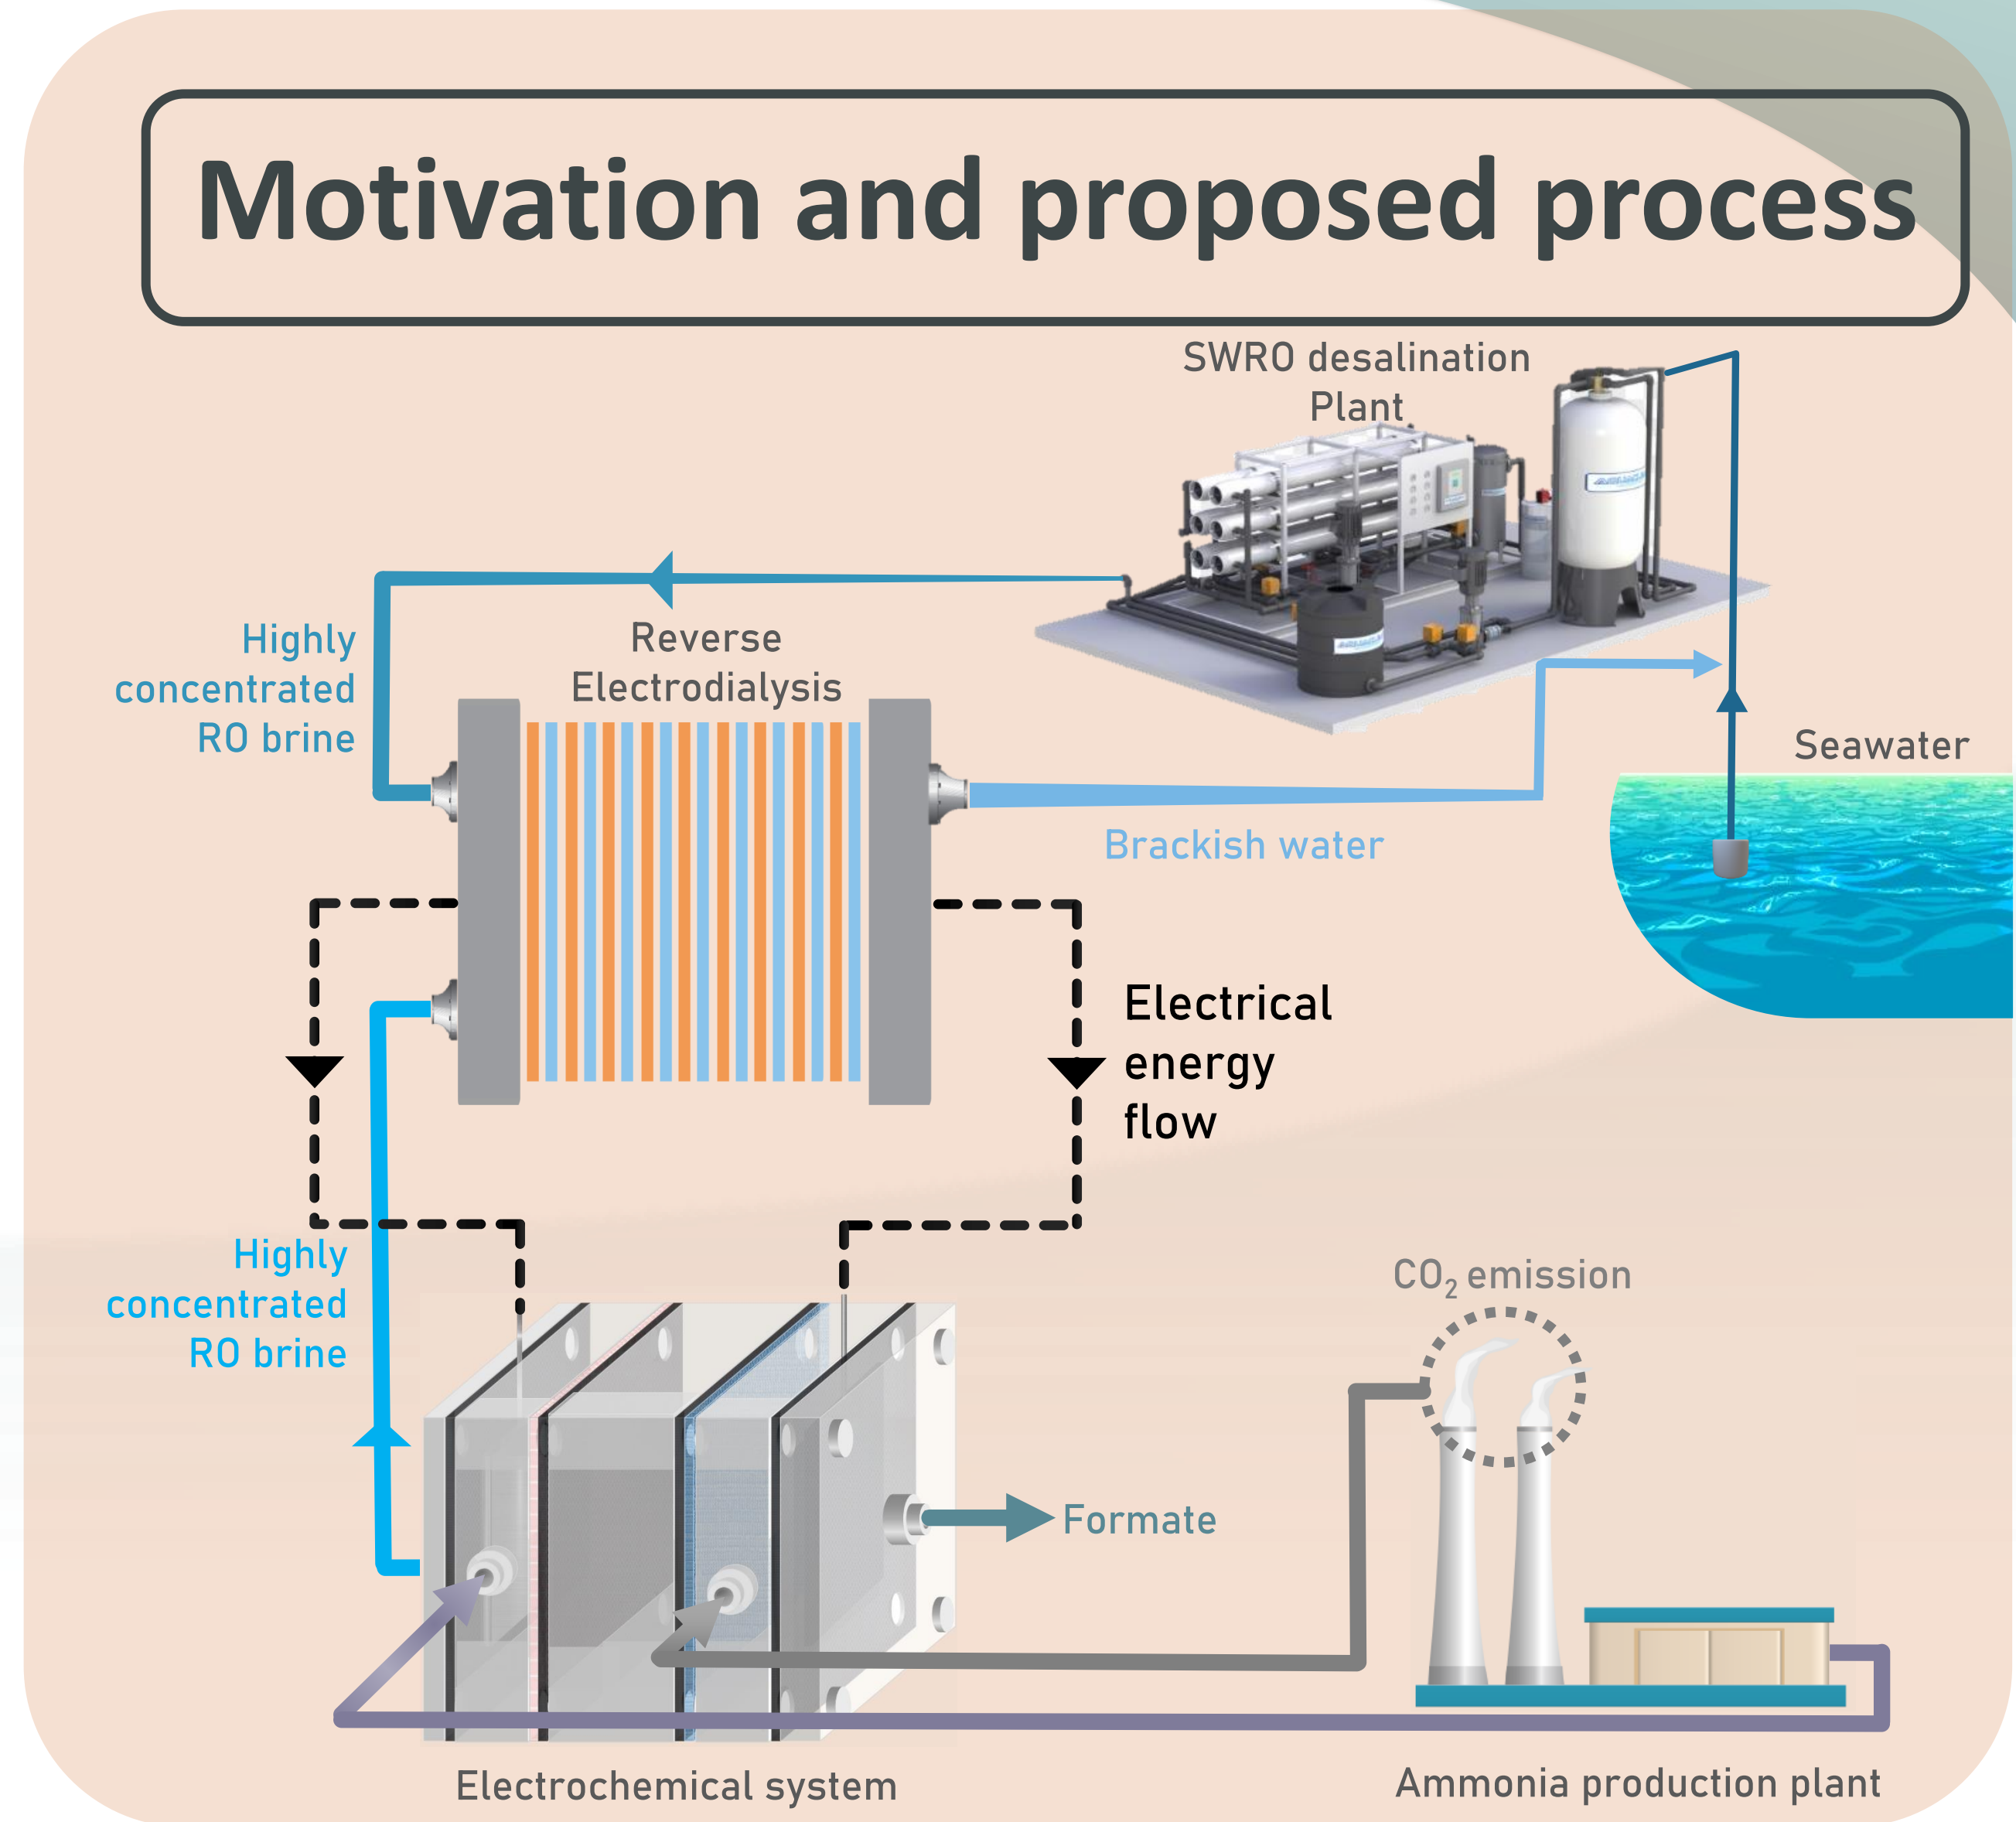 Motivation and proposed process
SWRO desalination
Plant
Highly
concentrated
RO brine
Reverse
Electrodialysis
Seawater
Brackish water
Electrical
energy
flow
Highly
concentrated
RO brine
CO₂ emission
Formate
Electrochemical system
Ammonia production plant